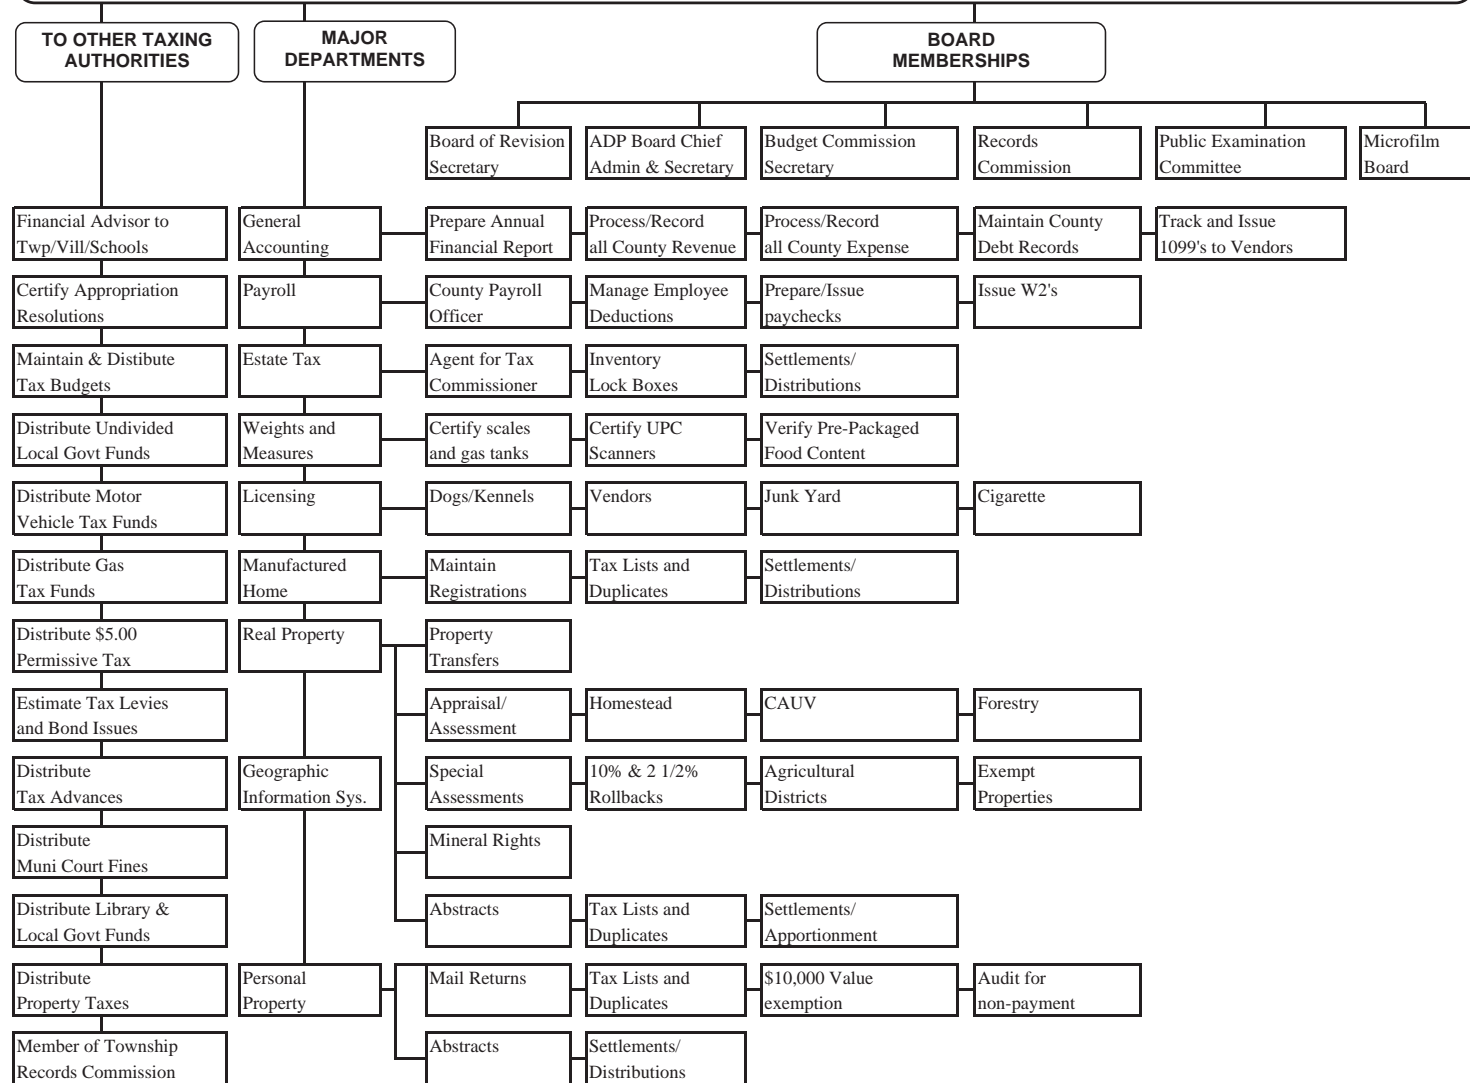 TO OTHER TAXING
AUTHORITIES
MAJOR
DEPARTMENTS
BOARD
MEMBERSHIPS
Board of Revision
Secretary
ADP Board Chief
Admin & Secretary
Budget Commission
Secretary
Records
Commission
Public Examination
Committee
Microfilm
Board
Financial Advisor to
Twp/Vill/Schools
General
Accounting
Prepare Annual
Financial Report
Process/Record
all County Revenue
Process/Record
all County Expense
Maintain County
Debt Records
Track and Issue
1099's to Vendors
Certify Appropriation
Resolutions
Payroll
County Payroll
Officer
Manage Employee
Deductions
Prepare/Issue
paychecks
Issue W2's
Maintain & Distibute
Tax Budgets
Estate Tax
Agent for Tax
Commissioner
Inventory
Lock Boxes
Settlements/
Distributions
Distribute Undivided
Local Govt Funds
Weights and
Measures
Certify scales
and gas tanks
Certify UPC
Scanners
Verify Pre-Packaged
Food Content
Distribute Motor
Vehicle Tax Funds
Licensing
Dogs/Kennels
Vendors
Junk Yard
Cigarette
Distribute Gas
Tax Funds
Manufactured
Home
Maintain
Registrations
Tax Lists and
Duplicates
Settlements/
Distributions
Distribute $5.00
Permissive Tax
Real Property
Property
Transfers
Estimate Tax Levies
and Bond Issues
Appraisal/
Assessment
Homestead
CAUV
Forestry
Distribute
Tax Advances
Geographic
Information Sys.
Special
Assessments
10% & 2 1/2%
Rollbacks
Agricultural
Districts
Exempt
Properties
Distribute
Muni Court Fines
Mineral Rights
Distribute Library &
Local Govt Funds
Abstracts
Tax Lists and
Duplicates
Settlements/
Apportionment
Distribute
Property Taxes
Personal
Property
Mail Returns
Tax Lists and
Duplicates
$10,000 Value
exemption
Audit for
non-payment
Member of Township
Records Commission
Abstracts
Settlements/
Distributions